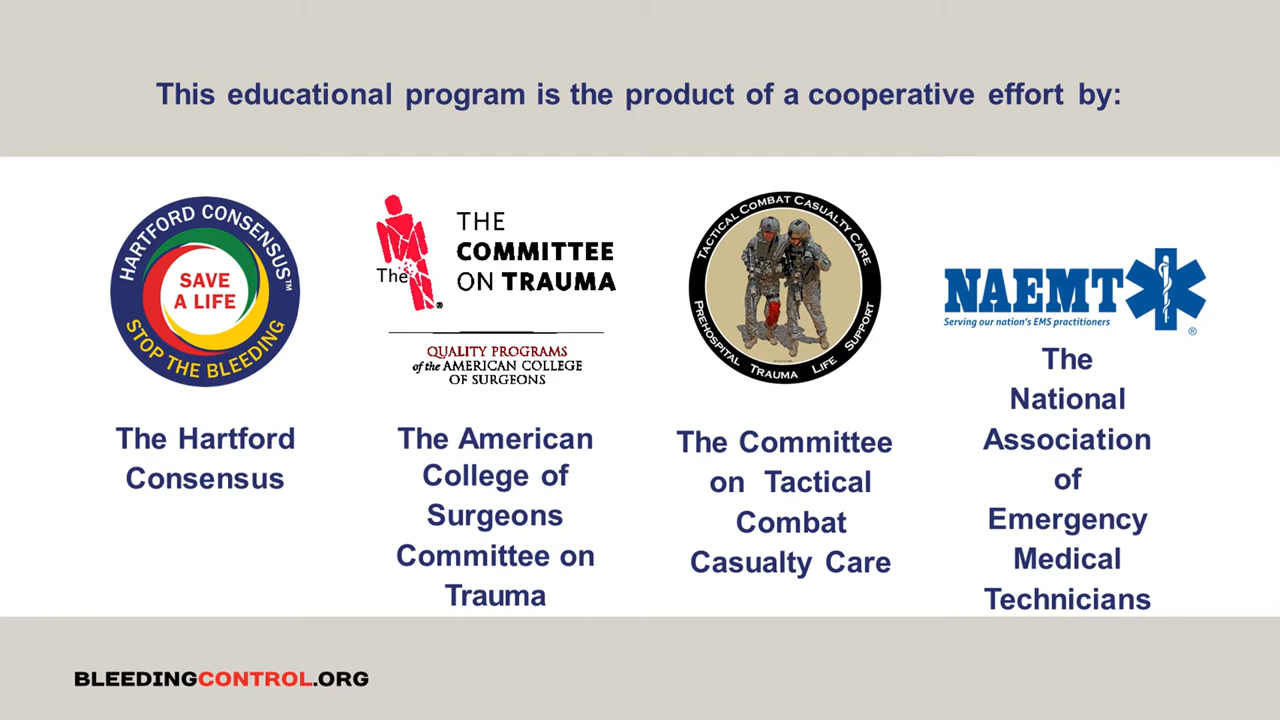 This educational program is the product of a cooperative effort by:
HARTFORD CONSENSUS™
SAVE
A LIFE
STOP THE BLEEDING
The Hartford
Consensus
The
THE
COMMITTEE
ON TRAUMA
®
QUALITY PROGRAMS
of the AMERICAN COLLEGE
OF SURGEONS
The American
College of
Surgeons
Committee on
Trauma
TACTICAL COMBAT CASUALTY CARE
PREHOSPITAL TRAUMA LIFE SUPPORT
The Committee
on Tactical
Combat
Casualty Care
NAEMT
Serving our nation's EMS practitioners
®
The
National
Association
of
Emergency
Medical
Technicians
BLEEDINGCONTROL.ORG